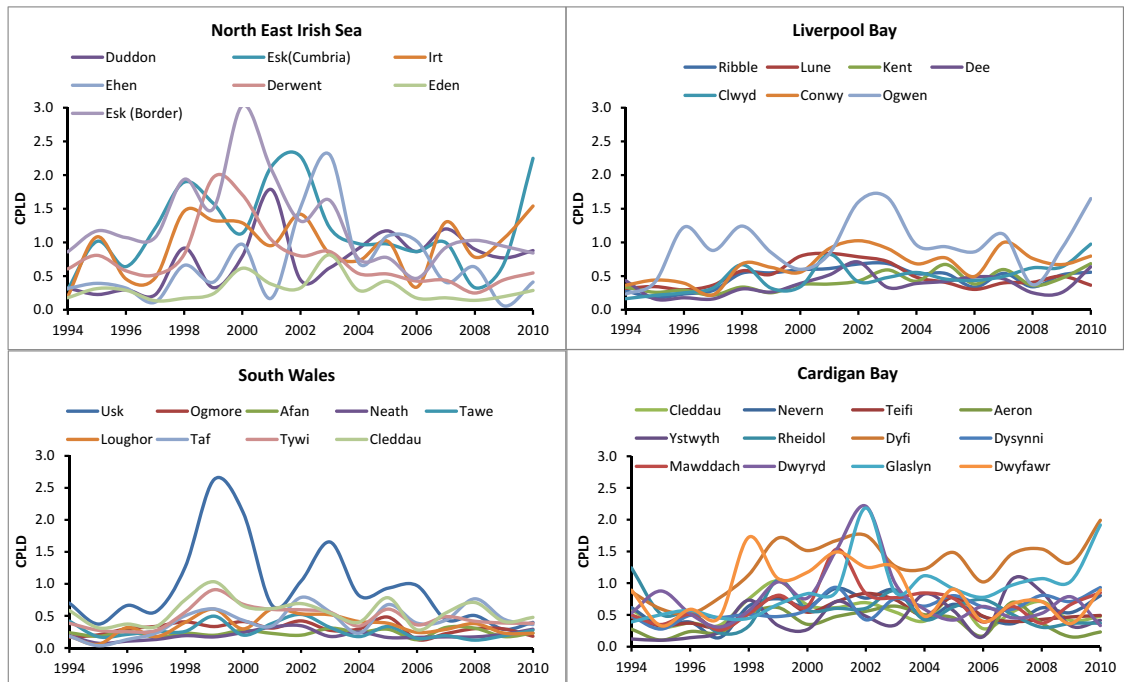 North East Irish Sea
Duddon Esk(Cumbria) Irt
Ehen Derwent Eden
Esk (Border)
CPLD
3.0
2.5
2.0
1.5
1.0
0.5
0.0
1994 1996 1998 2000 2002 2004 2006 2008 2010
Liverpool Bay
Ribble Lune Kent Dee
Clwyd Conwy Ogwen
CPLD
3.0
2.5
2.0
1.5
1.0
0.5
0.0
1994 1996 1998 2000 2002 2004 2006 2008 2010
South Wales
Usk Ogmore Afan Neath Tawe
Loughor Taf Tywi Cleddau
CPLD
3.0
2.5
2.0
1.5
1.0
0.5
0.0
1994 1996 1998 2000 2002 2004 2006 2008 2010
Cardigan Bay
Cleddau Nevern Teifi Aeron
Ystwyth Rheidol Dyfi Dysynni
Mawddach Dwyryd Glaslyn Dwyfawr
CPLD
3.0
2.5
2.0
1.5
1.0
0.5
0.0
1994 1996 1998 2000 2002 2004 2006 2008 2010